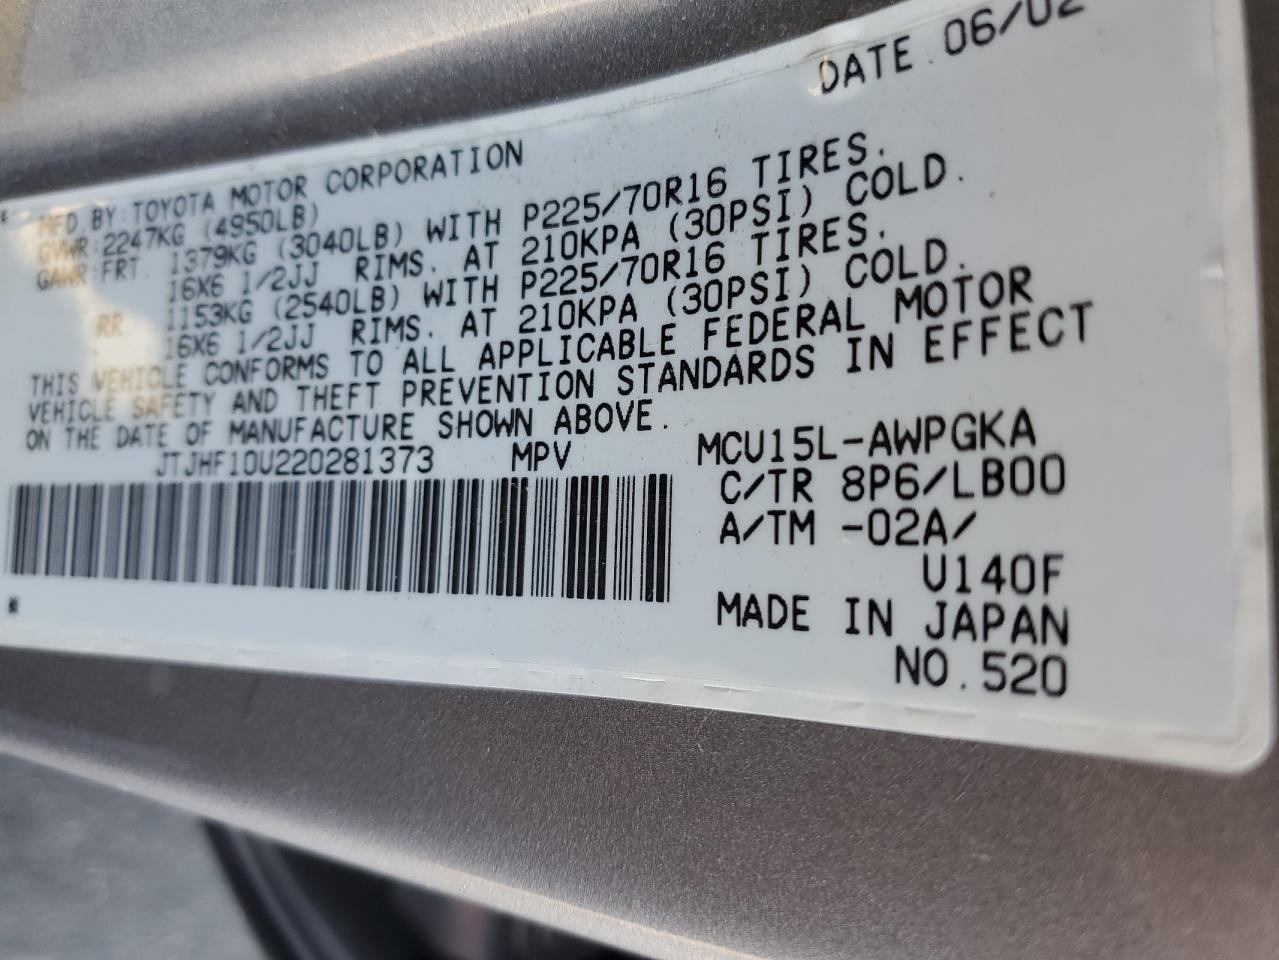 DATE 06/02
MFD BY:TOYOTA MOTOR CORPORATION
GVWR:2247KG (4950LB)
GAWR:FRT. 1379KG (3040LB) WITH P225/70R16 TIRES.
16X6 1/2JJ RIMS. AT 210KPA (30PSI) COLD.
RR. 1153KG (2540LB) WITH P225/70R16 TIRES.
16X6 1/2JJ RIMS. AT 210KPA (30PSI) COLD.
THIS VEHICLE CONFORMS TO ALL APPLICABLE FEDERAL MOTOR
VEHICLE SAFETY AND THEFT PREVENTION STANDARDS IN EFFECT
ON THE DATE OF MANUFACTURE SHOWN ABOVE.
JTJHF10U220281373 MPV
MCU15L-AWPGKA
C/TR 8P6/LB00
A/TM -02A/
U140F
MADE IN JAPAN
NO.520